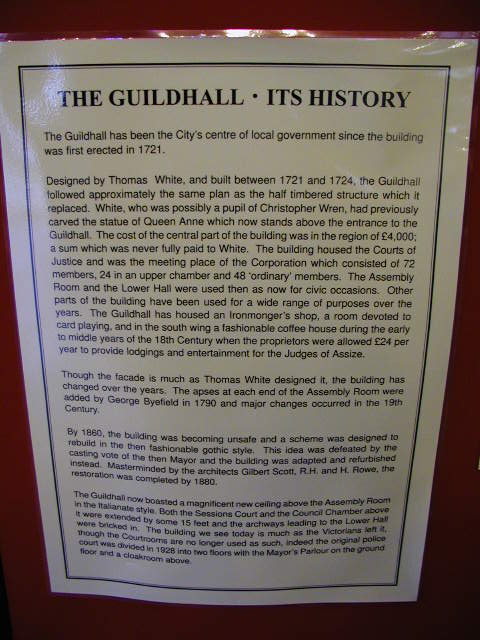 THE GUILDHALL · ITS HISTORY
The Guildhall has been the City's centre of local government since the building
was first erected in 1721.
Designed by Thomas White, and built between 1721 and 1724, the Guildhall
followed approximately the same plan as the half timbered structure which it
replaced. White, who was possibly a pupil of Christopher Wren, had previously
carved the statue of Queen Anne which now stands above the entrance to the
Guildhall. The cost of the central part of the building was in the region of £4,000;
a sum which was never fully paid to White. The building housed the Courts of
Justice and was the meeting place of the Corporation which consisted of 72
members, 24 in an upper chamber and 48 'ordinary' members. The Assembly
Room and the Lower Hall were used then as now for civic occasions. Other
parts of the building have been used for a wide range of purposes over the
years. The Guildhall has housed an Ironmonger's shop, a room devoted to
card playing, and in the south wing a fashionable coffee house during the early
to middle years of the 18th Century when the proprietors were allowed £24 per
year to provide lodgings and entertainment for the Judges of Assize.
Though the facade is much as Thomas White designed it, the building has
changed over the years. The apses at each end of the Assembly Room were
added by George Byefield in 1790 and major changes occurred in the 19th
Century.
By 1860, the building was becoming unsafe and a scheme was designed to
rebuild in the then fashionable gothic style. This idea was defeated by the
casting vote of the then Mayor and the building was adapted and refurbished
instead. Masterminded by the architects Gilbert Scott, R.H. and H. Rowe, the
restoration was completed by 1880.
The Guildhall now boasted a magnificent new ceiling above the Assembly Room
in the Italianate style. Both the Sessions Court and the Council Chamber above
it were extended by some 15 feet and the archways leading to the Lower Hall
were bricked in. The building we see today is much as the Victorians left it,
though the Courtrooms are no longer used as such, indeed the original police
court was divided in 1928 into two floors with the Mayor's Parlour on the ground
floor and a cloakroom above.